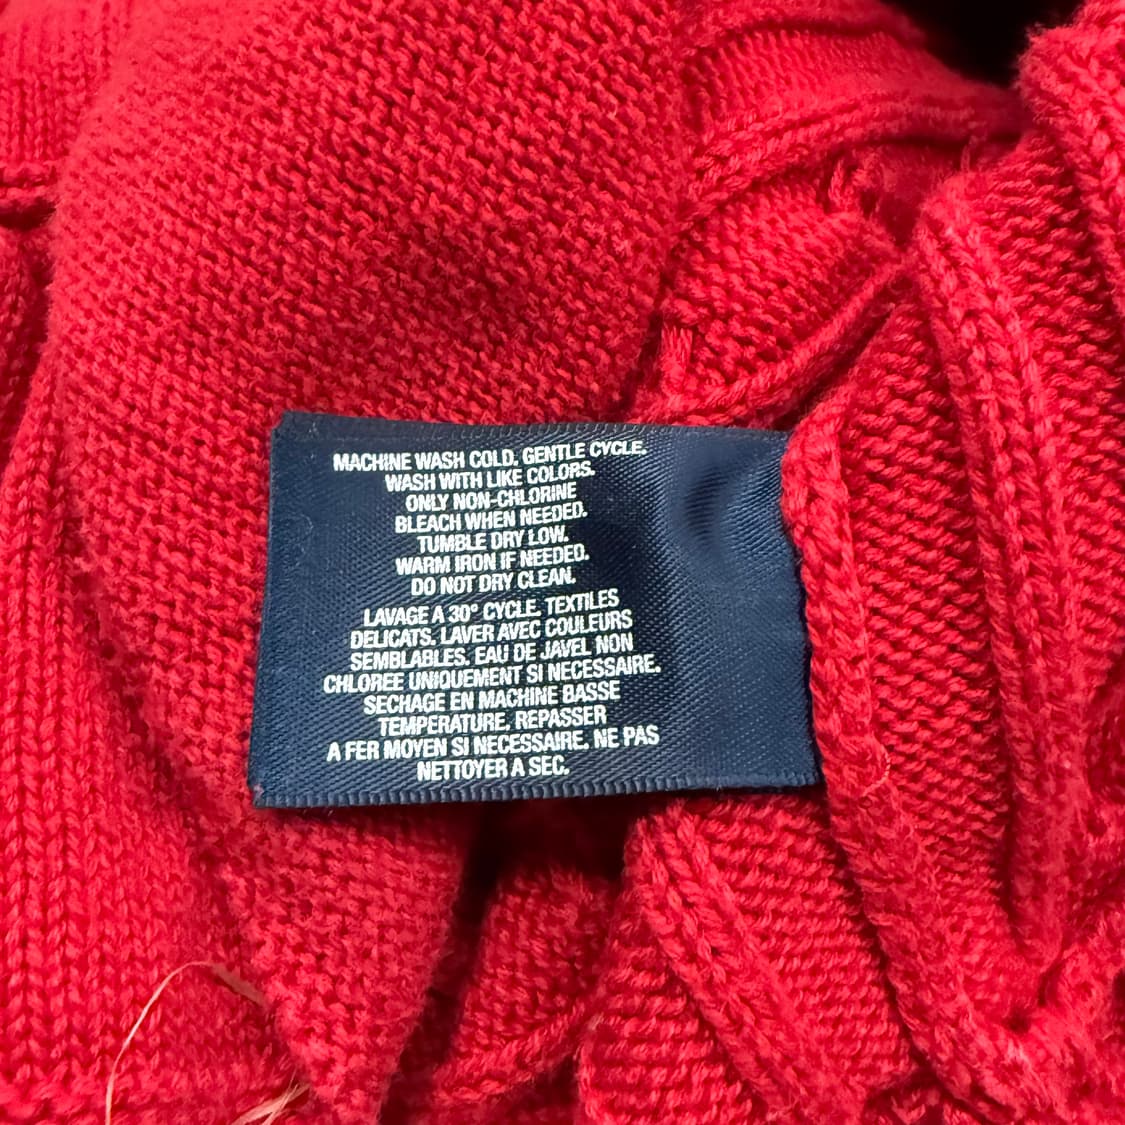 MACHINE WASH COLD, GENTLE CYCLE.
WASH WITH LIKE COLORS.
ONLY NON-CHLORINE
BLEACH WHEN NEEDED.
TUMBLE DRY LOW.
WARM IRON IF NEEDED.
DO NOT DRY CLEAN.
LAVAGE A 30° CYCLE, TEXTILES
DELICATS. LAVER AVEC COULEURS
SEMBLABLES. EAU DE JAVEL NON
CHLOREE UNIQUEMENT SI NECESSAIRE.
SECHAGE EN MACHINE BASSE
TEMPERATURE, REPASSER
A FER MOYEN SI NECESSAIRE. NE PAS
NETTOYER A SEC.